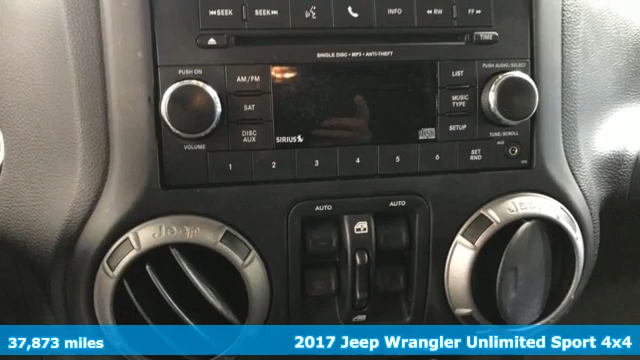 ⏮SEEK SEEK⏭ INFO ◄◄ RW FF ►►
TIME
SINGLE DISC • MP3 • ANTI-THEFT
PUSH ON
VOLUME
AM/FM
SAT
DISC AUX
SIRIUS
LIST
MUSIC TYPE
SETUP
PUSH AUDIO/SELECT
TUNE/SCROLL
1 2 3 4 5 6 SET RND
AUX
AUTO AUTO
Jeep Jeep
37,873 miles 2017 Jeep Wrangler Unlimited Sport 4x4